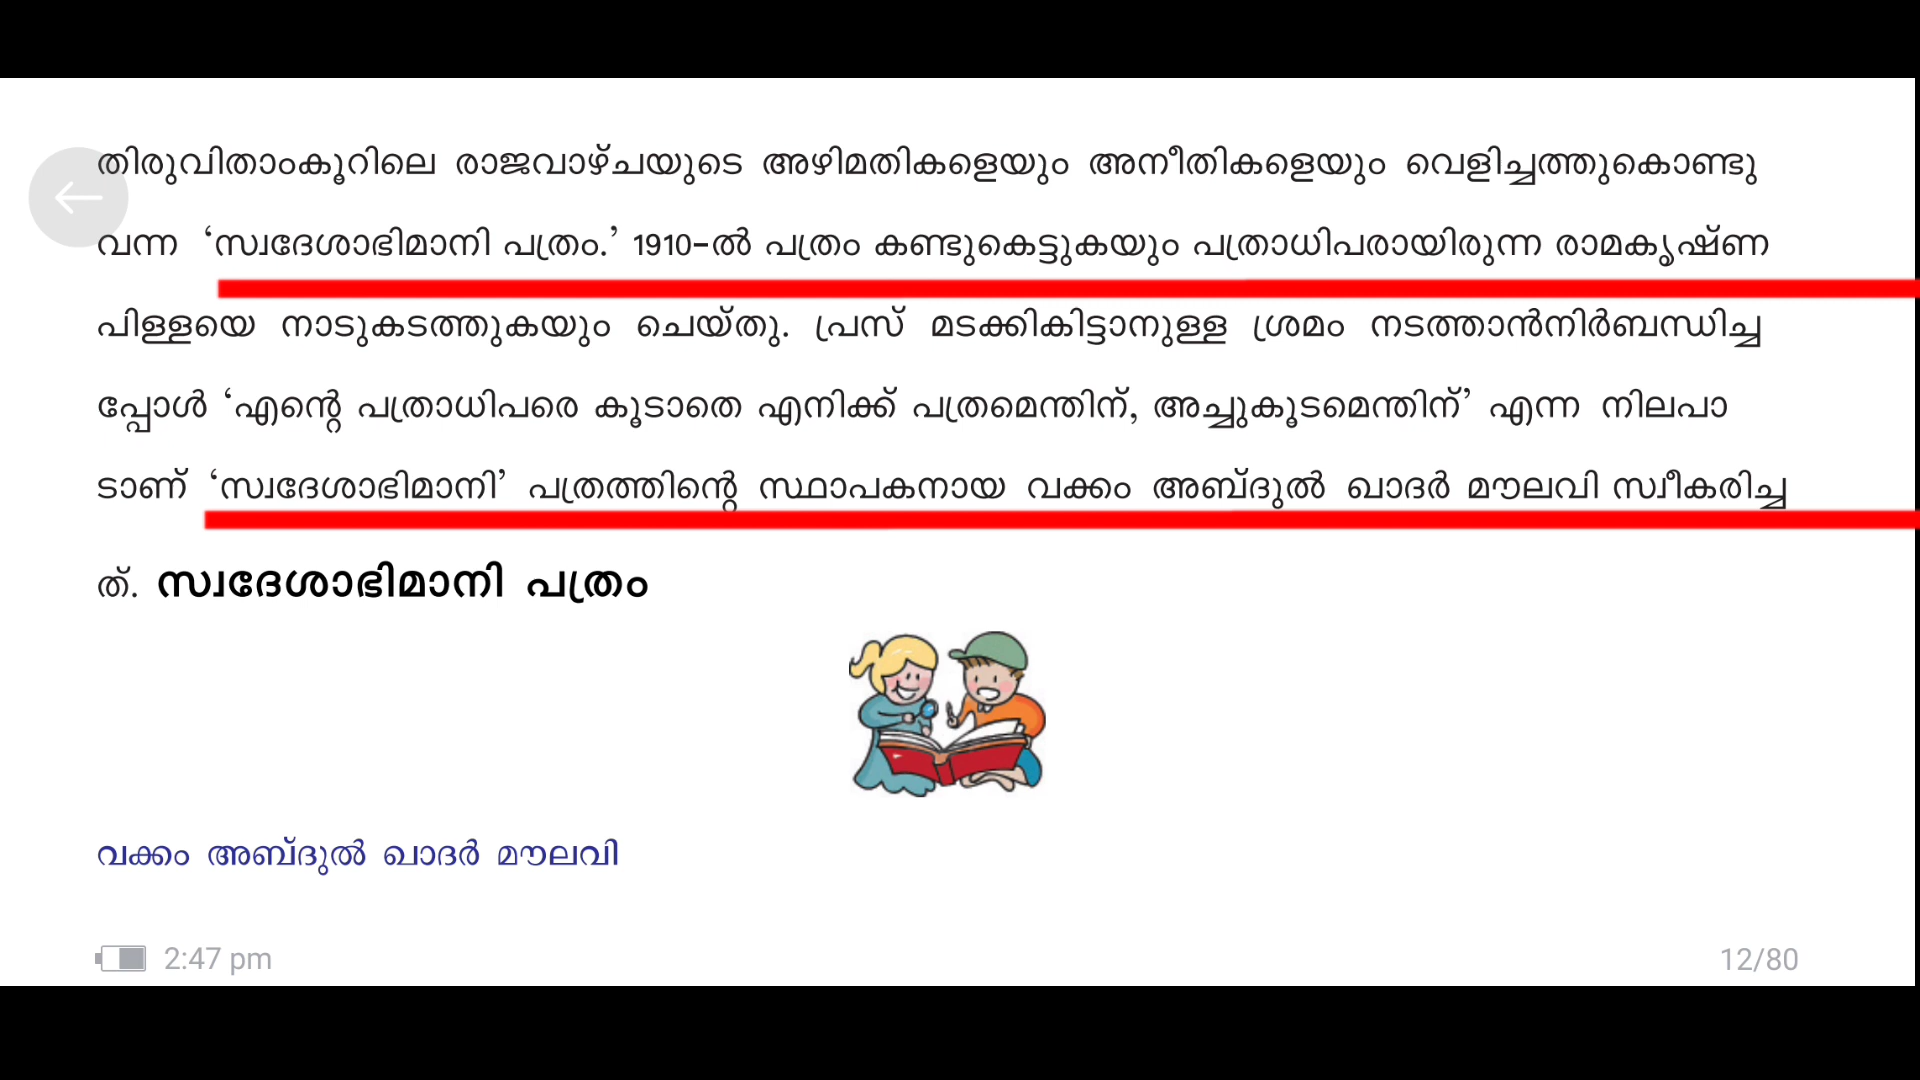 തിരുവിതാംകൂറിലെ രാജവാഴ്ചയുടെ അഴിമതികളെയും അനീതികളെയും വെളിച്ചത്തുകൊണ്ടു
വന്ന ‘സ്വദേശാഭിമാനി പത്രം.’ 1910-ൽ പത്രം കണ്ടുകെട്ടുകയും പത്രാധിപരായിരുന്ന രാമകൃഷ്ണ
പിള്ളയെ നാടുകടത്തുകയും ചെയ്തു. പ്രസ് മടക്കികിട്ടാനുള്ള ശ്രമം നടത്താൻനിർബന്ധിച്ച
പ്പോൾ ‘എന്റെ പത്രാധിപരെ കൂടാതെ എനിക്ക് പത്രമെന്തിന്, അച്ചുകൂടമെന്തിന്’ എന്ന നിലപാ
ടാണ് ‘സ്വദേശാഭിമാനി’ പത്രത്തിന്റെ സ്ഥാപകനായ വക്കം അബ്ദുൽ ഖാദർ മൗലവി സ്വീകരിച്ച
ത്. സ്വദേശാഭിമാനി പത്രം
വക്കം അബ്ദുൽ ഖാദർ മൗലവി
2:47 pm
12/80